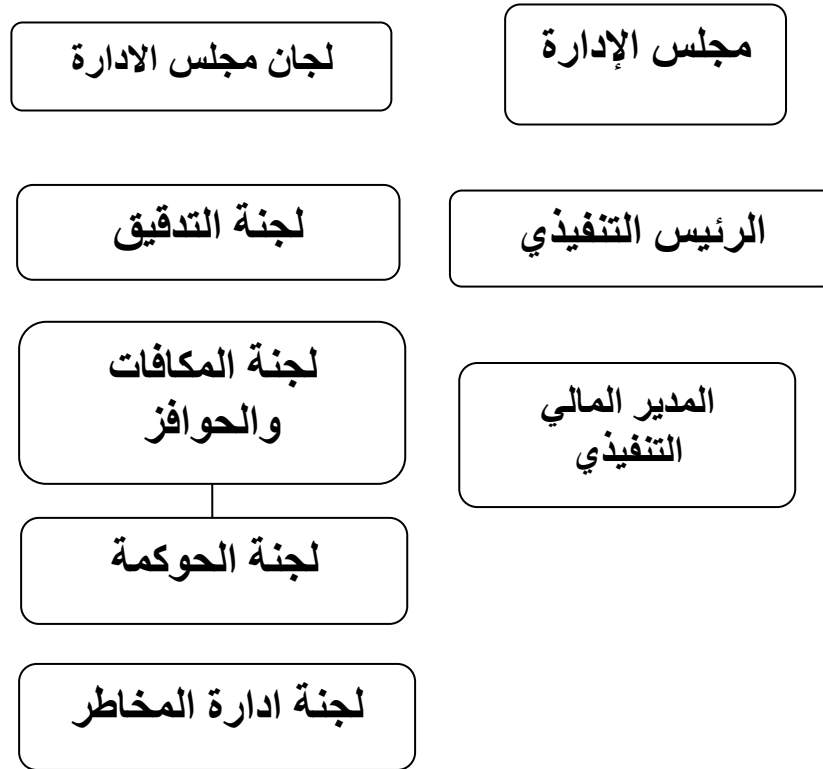 مجلس الإدارة
لجان مجلس الادارة
الرئيس التنفيذي
لجنة التدقيق
المدير المالي
التنفيذي
لجنة المكافات
والحوافز
لجنة الحوكمة
لجنة ادارة المخاطر